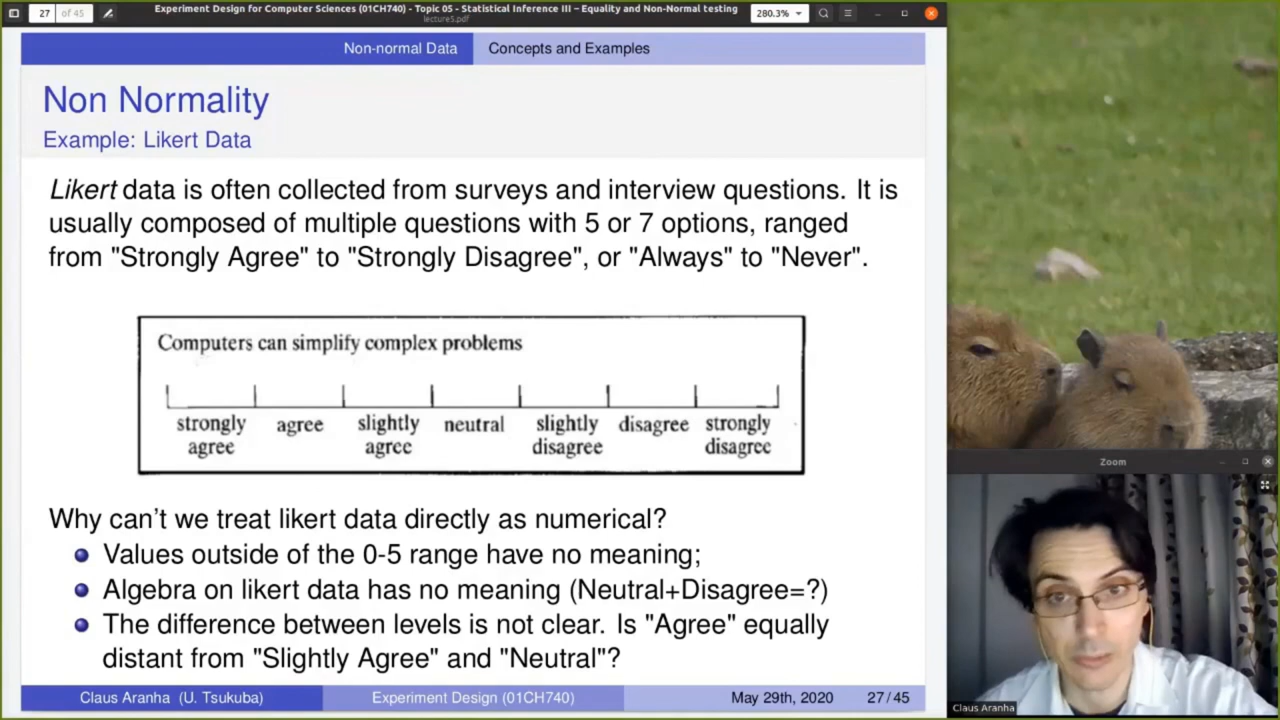 27 of 45
Experiment Design for Computer Sciences (01CH740) - Topic 05 - Statistical Inference III – Equality and Non-Normal testing
lecture5.pdf
280.3%
Non-normal Data
Concepts and Examples
Non Normality
Example: Likert Data
Likert data is often collected from surveys and interview questions. It is
usually composed of multiple questions with 5 or 7 options, ranged
from "Strongly Agree" to "Strongly Disagree", or "Always" to "Never".
Computers can simplify complex problems
strongly agree slightly neutral slightly disagree strongly
agree agree disagree disagree
Why can't we treat likert data directly as numerical?
Values outside of the 0-5 range have no meaning;
Algebra on likert data has no meaning (Neutral+Disagree=?)
The difference between levels is not clear. Is "Agree" equally
distant from "Slightly Agree" and "Neutral"?
Claus Aranha (U. Tsukuba)
Experiment Design (01CH740)
May 29th, 2020
27/45
Zoom
Claus Aranha